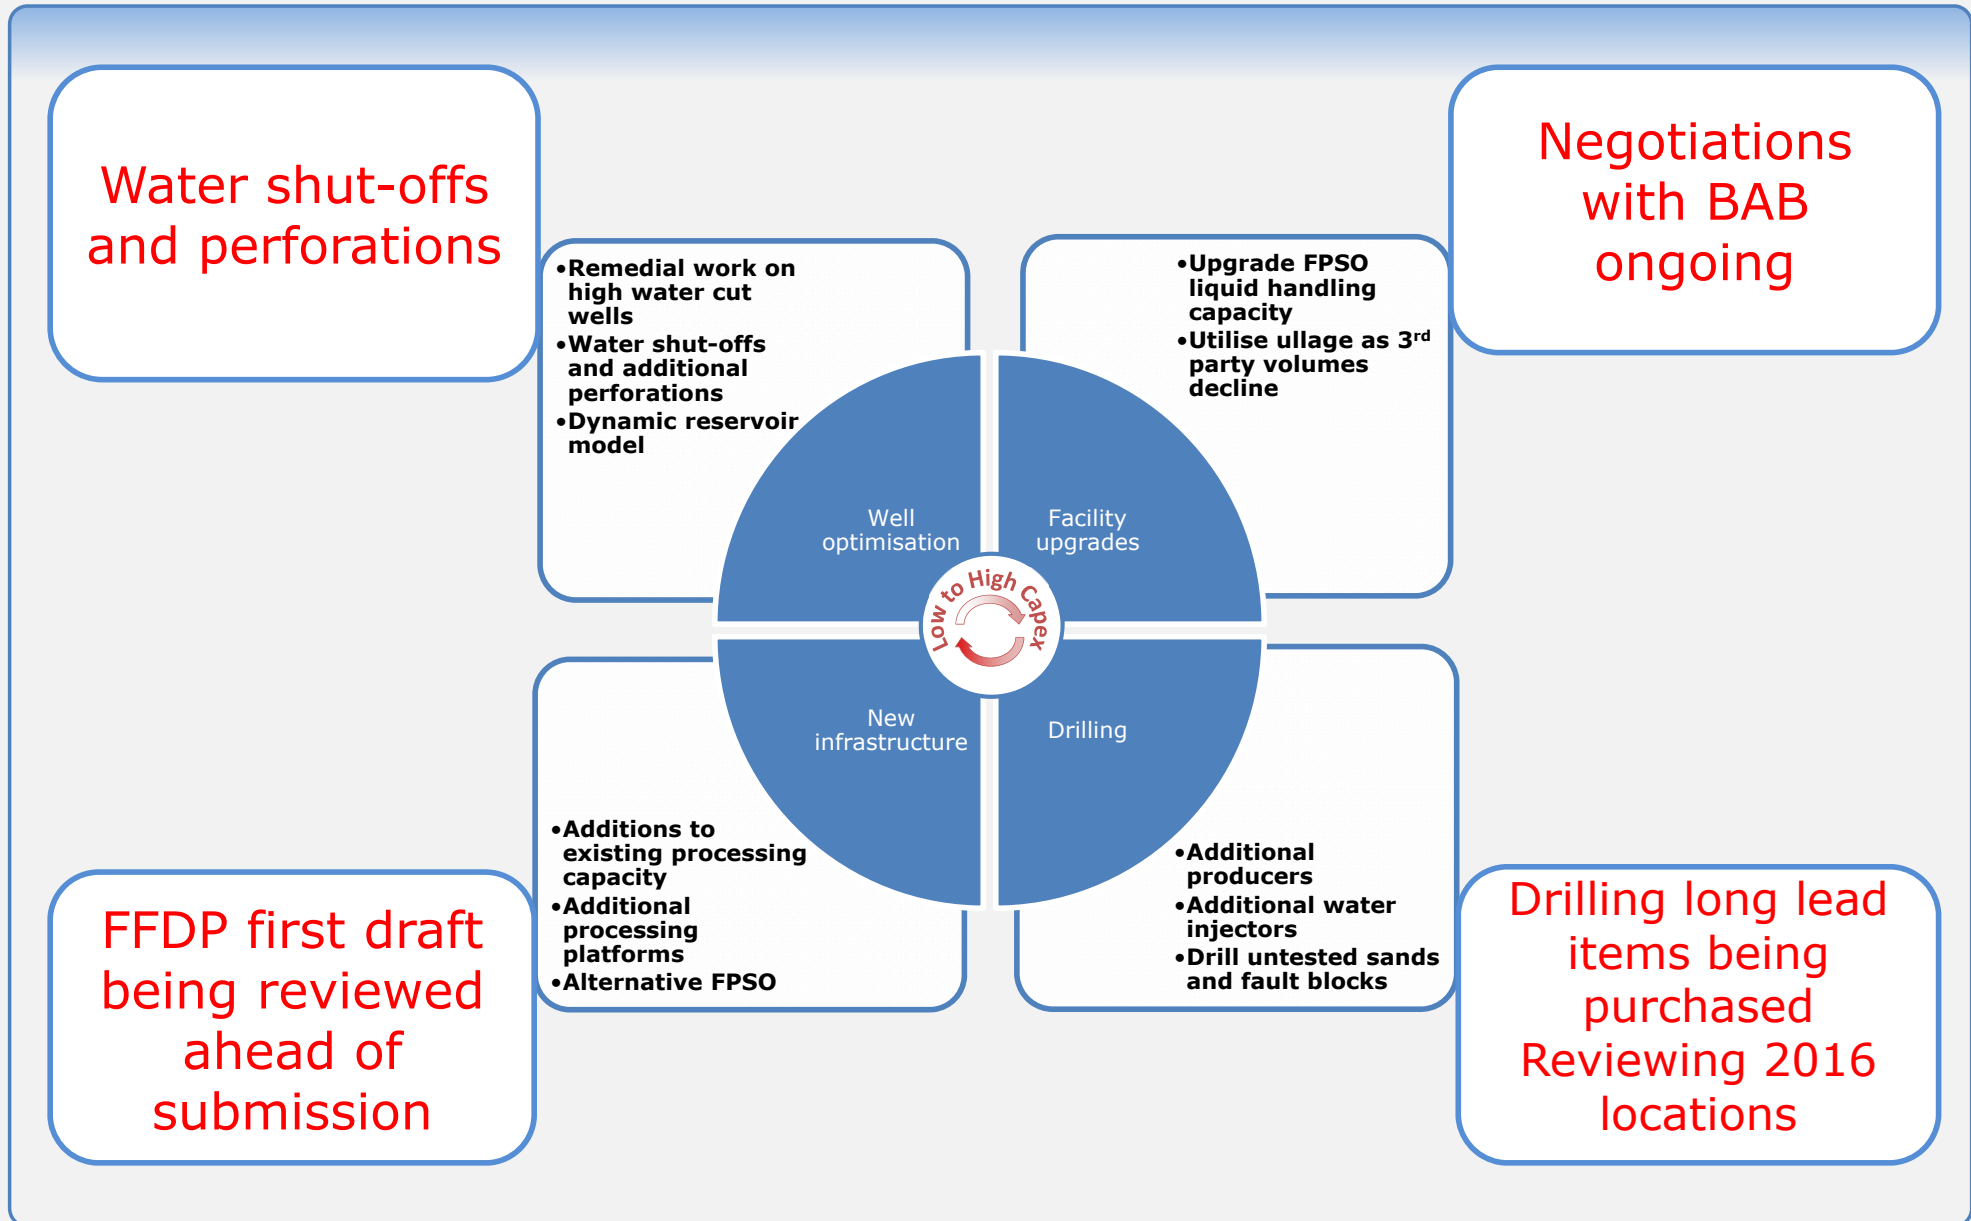 Water shut-offs
and perforations
•Remedial work on
high water cut
wells
•Water shut-offs
and additional
perforations
•Dynamic reservoir
model
Well
optimisation
Negotiations
with BAB
ongoing
•Upgrade FPSO
liquid handling
capacity
•Utilise ullage as 3rd
party volumes
decline
Facility
upgrades
Low to High Capex
New
infrastructure
•Additions to
existing processing
capacity
•Additional
processing
platforms
•Alternative FPSO
FFDP first draft
being reviewed
ahead of
submission
Drilling
•Additional
producers
•Additional water
injectors
•Drill untested sands
and fault blocks
Drilling long lead
items being
purchased
Reviewing 2016
locations